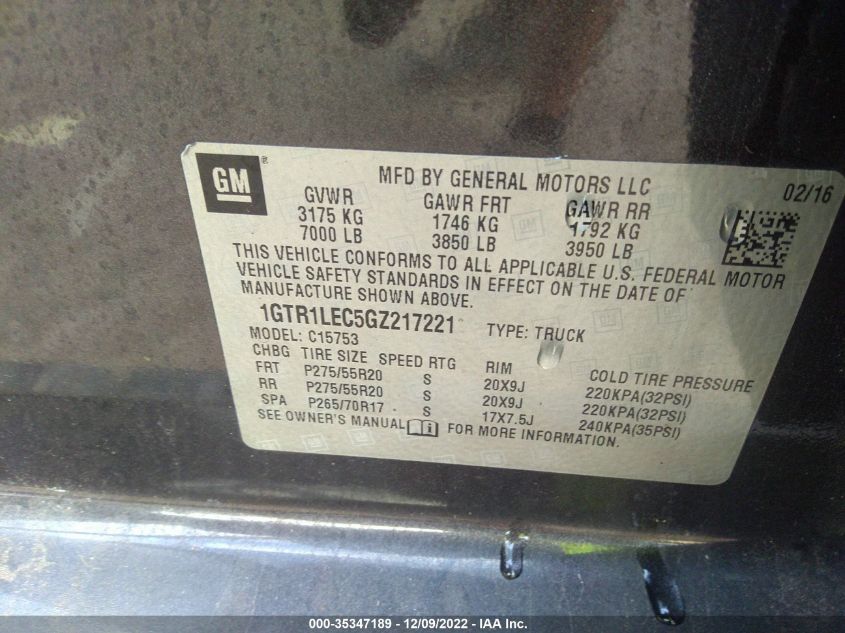 GM ®
MFD BY GENERAL MOTORS LLC 02/16
GVWR GAWR FRT GAWR RR
3175 KG 1746 KG 1792 KG
7000 LB 3850 LB 3950 LB
THIS VEHICLE CONFORMS TO ALL APPLICABLE U.S. FEDERAL MOTOR
VEHICLE SAFETY STANDARDS IN EFFECT ON THE DATE OF
MANUFACTURE SHOWN ABOVE.
1GTR1LEC5GZ217221 TYPE: TRUCK
MODEL: C15753
CHBG TIRE SIZE SPEED RTG RIM COLD TIRE PRESSURE
FRT P275/55R20 S 20X9J 220KPA(32PSI)
RR P275/55R20 S 20X9J 220KPA(32PSI)
SPA P265/70R17 S 17X7.5J 240KPA(35PSI)
SEE OWNER'S MANUAL FOR MORE INFORMATION.
000-35347189 - 12/09/2022 - IAA Inc.